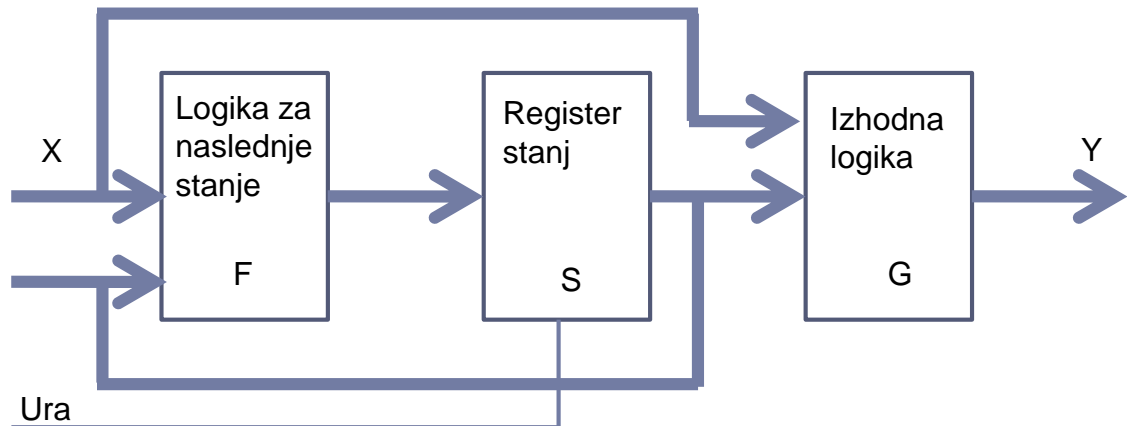 X
Logika za
naslednje
stanje
F
Register
stanj
S
Izhodna
logika
G
Y
Ura